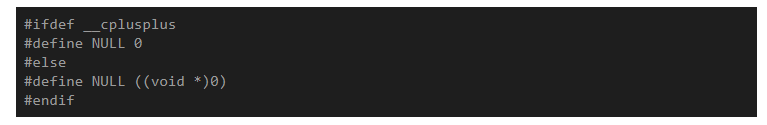 #ifdef __cplusplus
#define NULL 0
#else
#define NULL ((void *)0)
#endif